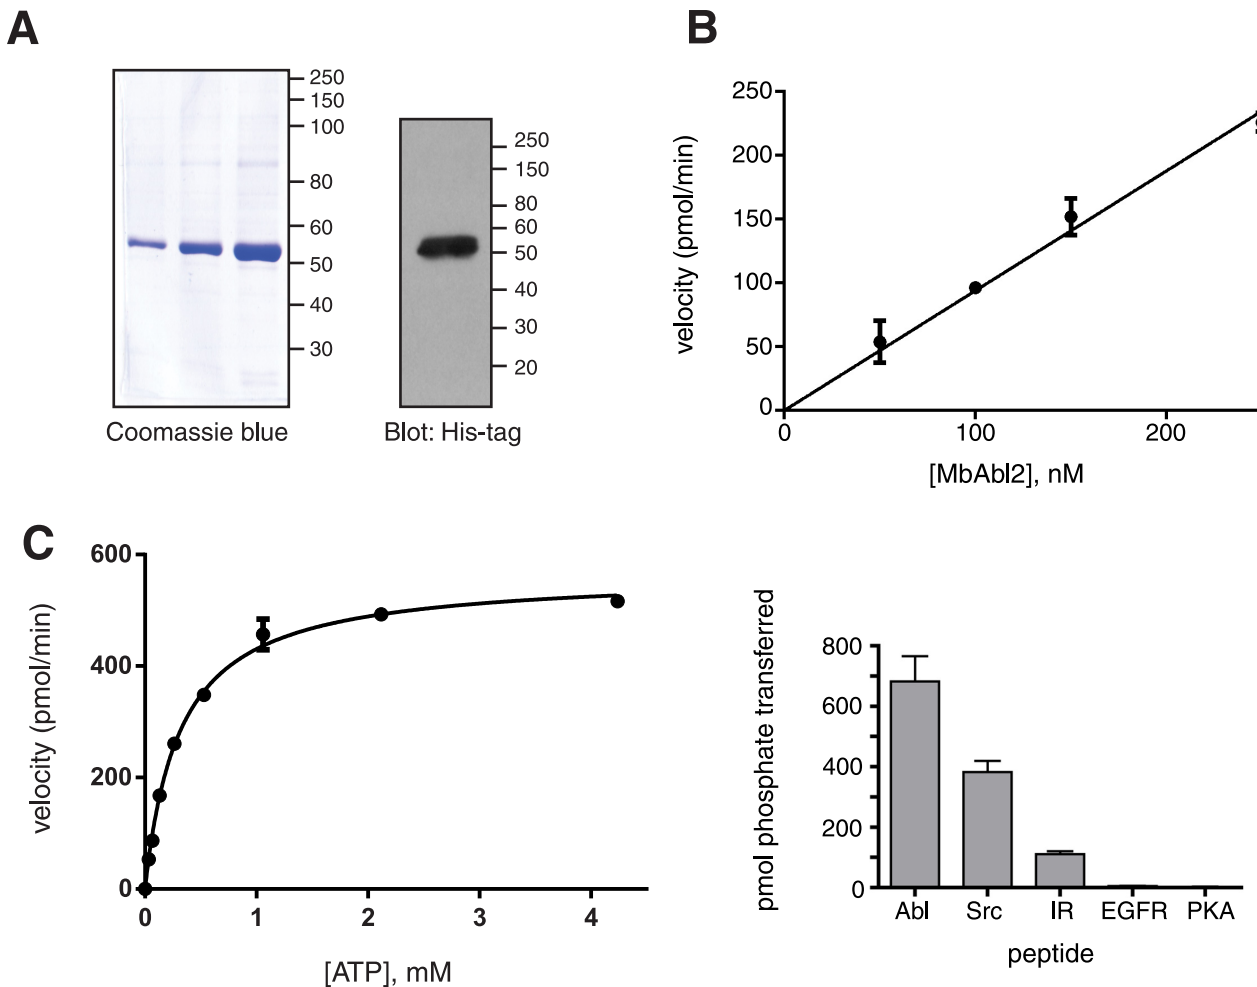 A
250
150
100
80
60
50
40
30
Coomassie blue
250
150
80
60
50
40
30
20
Blot: His-tag
B
velocity (pmol/min)
250
200
150
100
50
0
0 100 200
[MbAbl2], nM
C
velocity (pmol/min)
600
400
200
0
0 1 2 3 4
[ATP], mM
pmol phosphate transferred
800
600
400
200
0
Abl Src IR EGFR PKA
peptide